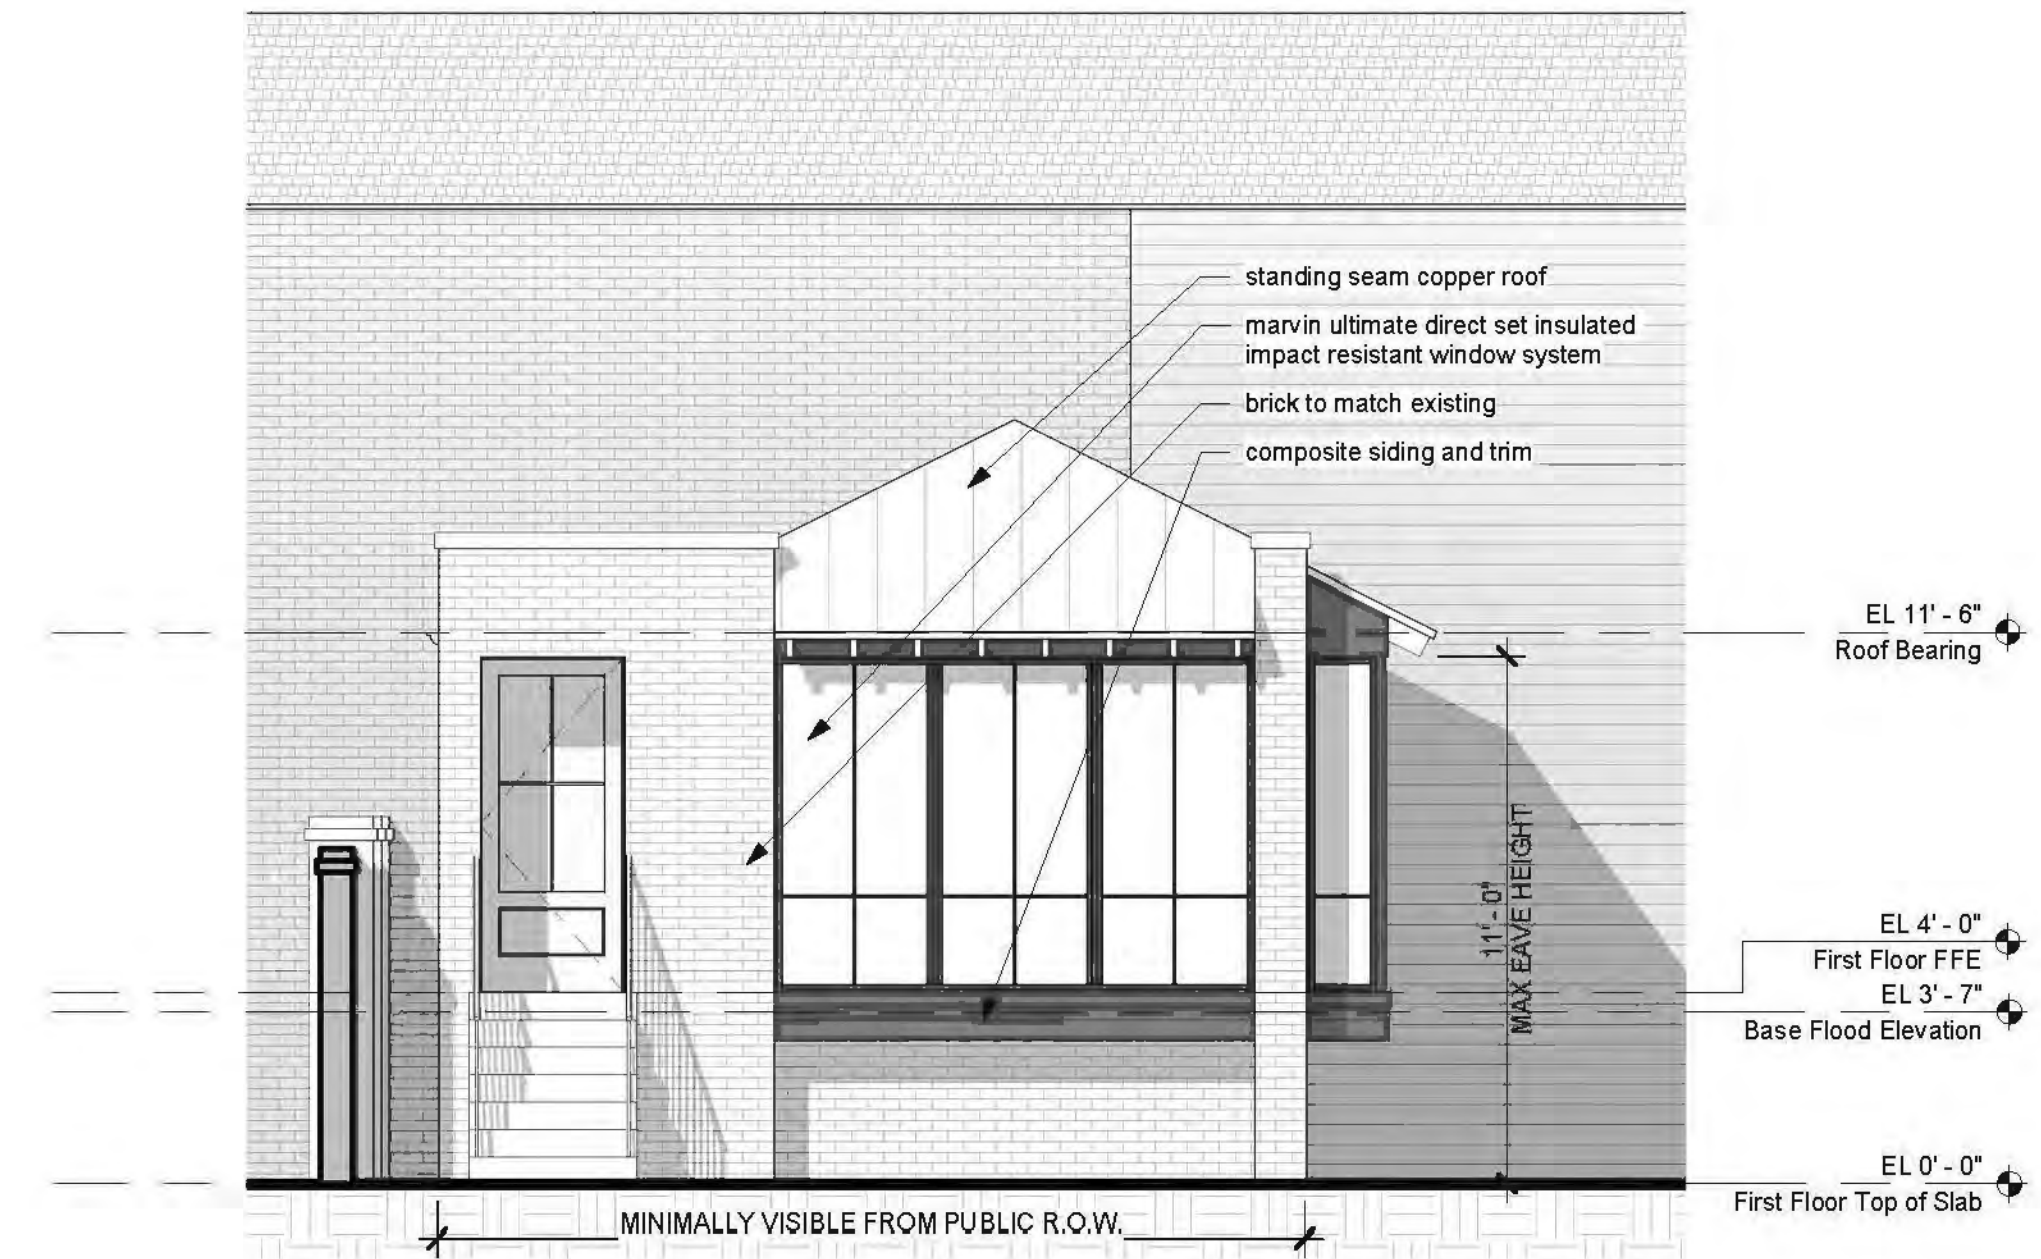 standing seam copper roof
marvin ultimate direct set insulated
impact resistant window system
brick to match existing
composite siding and trim
EL 11' - 6"
Roof Bearing
11' - 0"
MAX EAVE HEIGHT
EL 4' - 0"
First Floor FFE
EL 3' - 7"
Base Flood Elevation
EL 0' - 0"
First Floor Top of Slab
MINIMALLY VISIBLE FROM PUBLIC R.O.W.